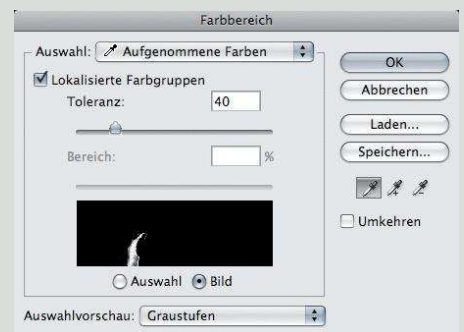 Farbbereich
Auswahl: Aufgenommene Farben
Lokalisierte Farbgruppen
Toleranz: 40
Bereich: %
Auswahl Bild
Auswahlvorschau: Graustufen
OK
Abbrechen
Laden...
Speichern...
Umkehren